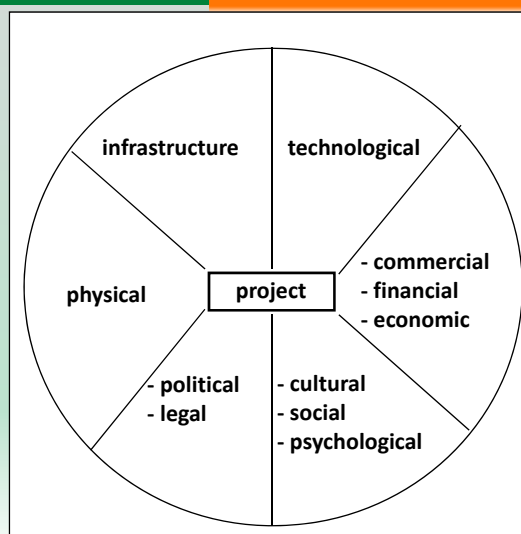 infrastructure
technological
- commercial
- financial
- economic
physical
project
- political
- legal
- cultural
- social
- psychological